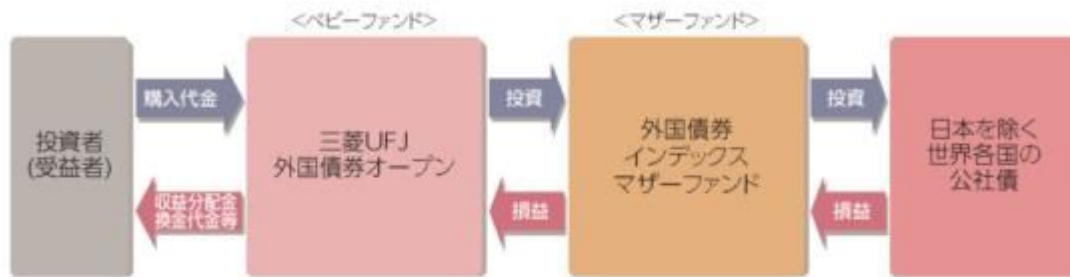 <ベビーファンド>
<マザーファンド>
投資者
(受益者)
購入代金
収益分配金
換金代金等
三菱UFJ
外国債券オープン
投資
損益
外国債券
インデックス
マザーファンド
投資
損益
日本を除く
世界各国の
公社債